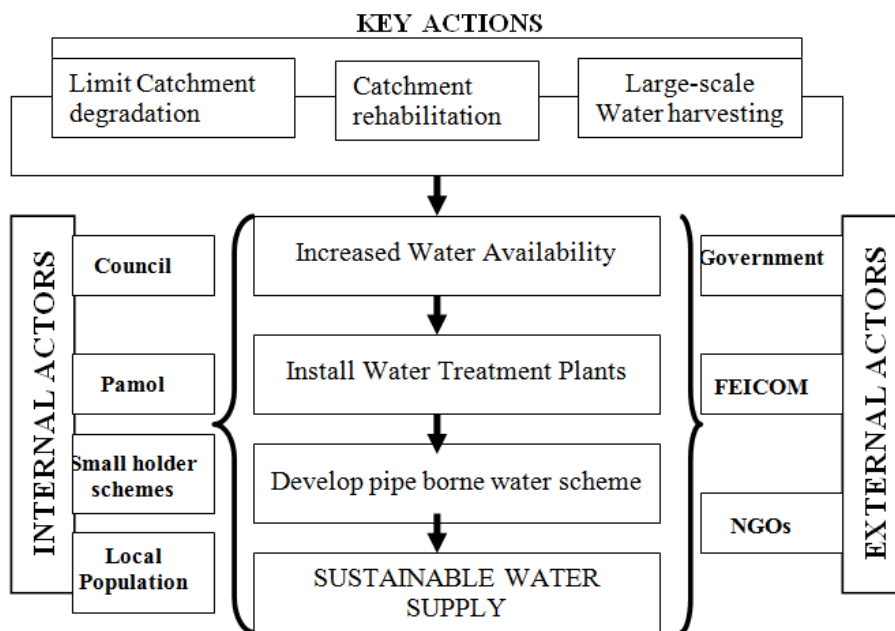 KEY ACTIONS
Limit Catchment
degradation
Catchment
rehabilitation
Large-scale
Water harvesting
INTERNAL ACTORS
Council
Pamol
Small holder
schemes
Local
Population
Increased Water Availability
Install Water Treatment Plants
Develop pipe borne water scheme
SUSTAINABLE WATER
SUPPLY
Government
FEICOM
NGOs
EXTERNAL ACTORS